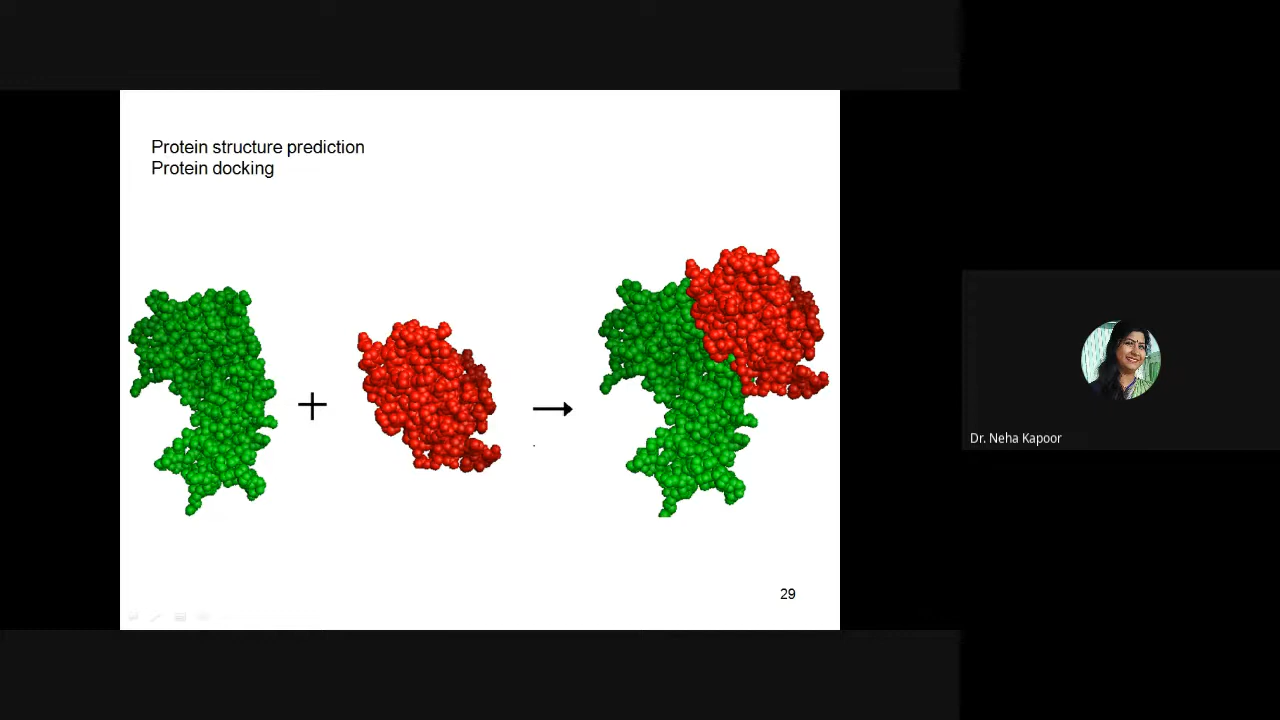 Protein structure prediction
Protein docking
+
29
Dr. Neha Kapoor